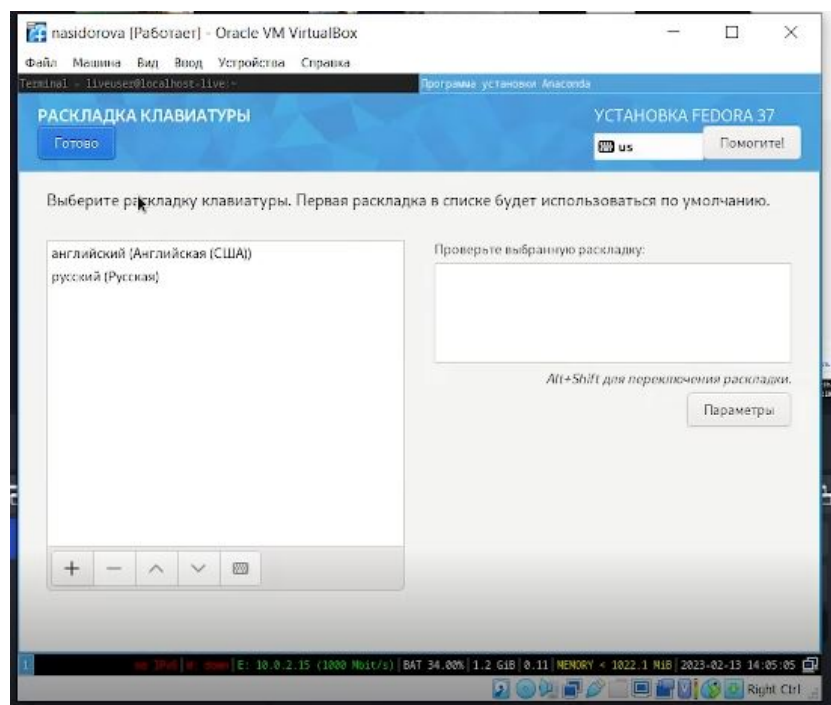 nasidorova [Работает] - Oracle VM VirtualBox
Файл Машина Вид Ввод Устройства Справка
Terminal - liveuser@localhost-live:~ Программа установки Anaconda
РАСКЛАДКА КЛАВИАТУРЫ УСТАНОВКА FEDORA 37
Готово us Помогите!
Выберите раскладку клавиатуры. Первая раскладка в списке будет использоваться по умолчанию.
английский (Английская (США)) Проверьте выбранную раскладку:
русский (Русская)
Alt+Shift для переключения раскладки.
Параметры
1 no IPv6 W: down E: 10.0.2.15 (1000 Mbit/s) BAT 34.00% 1.2 GiB 0.11 MEMORY < 1022.1 MiB 2023-02-13 14:05:05
Right Ctrl